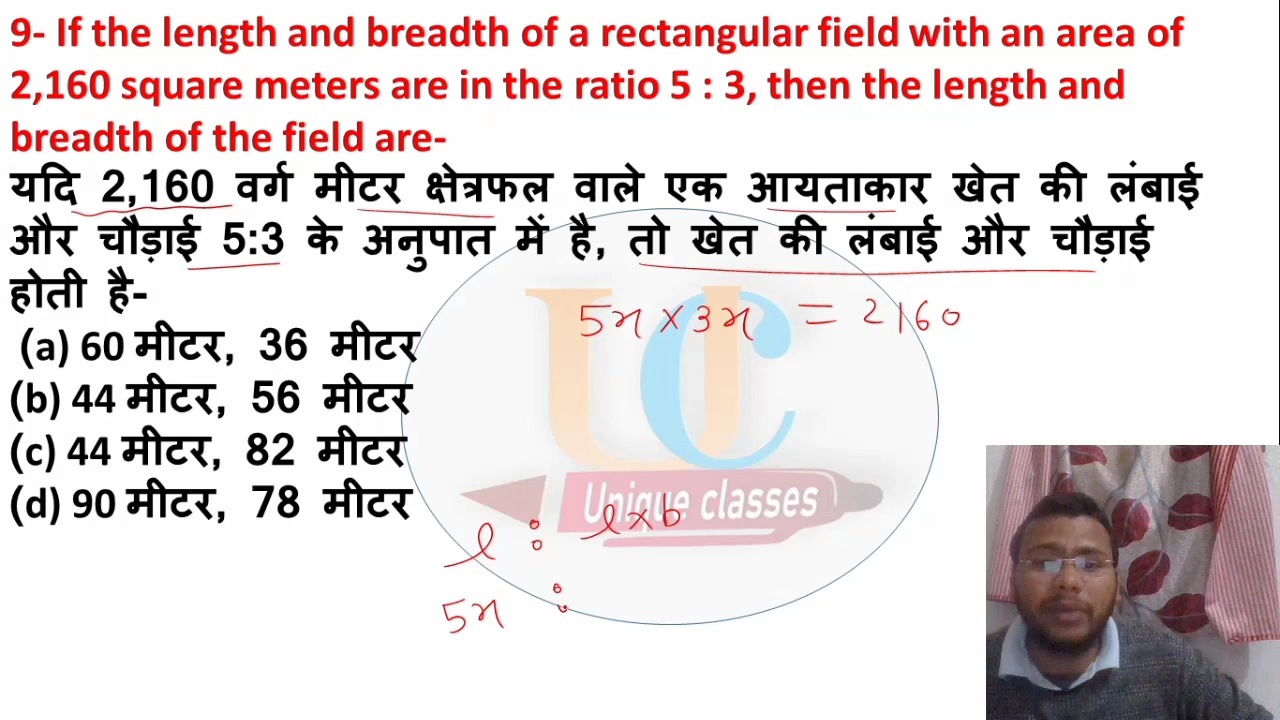 9- If the length and breadth of a rectangular field with an area of
2,160 square meters are in the ratio 5 : 3, then the length and
breadth of the field are-
यदि 2,160 वर्ग मीटर क्षेत्रफल वाले एक आयताकार खेत की लंबाई
और चौड़ाई 5:3 के अनुपात में है, तो खेत की लंबाई और चौड़ाई
होती है-
5x × 3x = 2160
(a) 60 मीटर, 36 मीटर
(b) 44 मीटर, 56 मीटर
(c) 44 मीटर, 82 मीटर
(d) 90 मीटर, 78 मीटर
UC
Unique classes
l : l×b
5x :